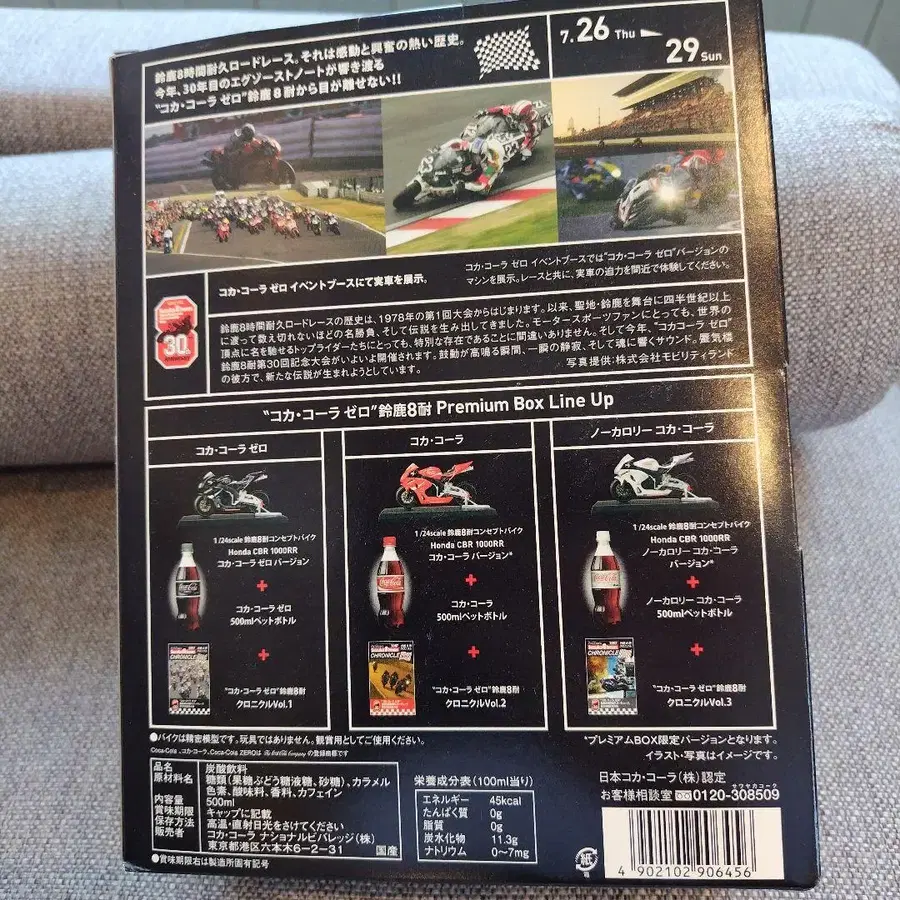 鈴鹿8時間耐久ロードレース。それは感動と興奮の熱い歴史。
今年、30年目のエグゾーストノートが響き渡る
"コカ・コーラ ゼロ"鈴鹿8耐から目が離せない!!
7.26 Thu
29 Sun
コカ・コーラ ゼロ イベントブースにて実車を展示。
コカ・コーラ ゼロ イベントブースでは"コカ・コーラ ゼロ"バージョンの
マシンを展示。レースと共に、実車の迫力を間近で体験してください。
30th
鈴鹿8時間耐久ロードレースの歴史は、1978年の第1回大会からはじまります。以来、聖地・鈴鹿を舞台に四半世紀以上
に渡って数え切れないほどの名勝負、そして伝説を生み出してきました。モータースポーツファンにとっても、世界の
頂点に名を馳せるトップライダーたちにとっても、特別な存在であることに間違いありません。そして今年、"コカコーラ ゼロ"
鈴鹿8耐第30回記念大会がいよいよ開催されます。鼓動が高鳴る瞬間、一瞬の静寂、そして魂に響くサウンド。蜃気楼
の彼方で、新たな伝説が生まれようとしています。
写真提供:株式会社モビリティランド
"コカ・コーラ ゼロ"鈴鹿8耐 Premium Box Line Up
コカ・コーラ ゼロ
1/24scale 鈴鹿8耐コンセプトバイク
Honda CBR 1000RR
コカ・コーラ ゼロ バージョン
+
コカ・コーラ ゼロ
500mlペットボトル
+
CHRONICLE
"コカ・コーラ ゼロ"鈴鹿8耐
クロニクルVol.1
コカ・コーラ
1/24scale 鈴鹿8耐コンセプトバイク
Honda CBR 1000RR
コカ・コーラ バージョン*
+
コカ・コーラ
500mlペットボトル
+
CHRONICLE
"コカ・コーラ ゼロ"鈴鹿8耐
クロニクルVol.2
ノーカロリー コカ・コーラ
1/24scale 鈴鹿8耐コンセプトバイク
Honda CBR 1000RR
ノーカロリー コカ・コーラ
バージョン*
+
ノーカロリー コカ・コーラ
500mlペットボトル
+
CHRONICLE
"コカ・コーラ ゼロ"鈴鹿8耐
クロニクルVol.3
●バイクは精密模型です。玩具ではありません。観賞用としてご使用ください。
Coca-Cola、コカ・コーラ、Coca-Cola ZEROは The Coca-Cola Company の登録商標です
*プレミアムBOX限定バージョンとなります。
イラスト・写真はイメージです。
品名 炭酸飲料
原材料名 糖類(果糖ぶどう糖液糖、砂糖)、カラメル
色素、酸味料、香料、カフェイン
内容量 500ml
賞味期限 キャップに記載
保存方法 高温・直射日光をさけてください
販売者 コカ・コーラ ナショナルビバレッジ(株)
東京都港区六本木6-2-31
国産
●賞味期限右は製造所固有記号
栄養成分表(100ml当り)
エネルギー 45kcal
たんぱく質 0g
脂質 0g
炭水化物 11.3g
ナトリウム 0~7mg
日本コカ・コーラ(株)認定
サワヤカコーク
お客様相談室 0120-308509
紙
箱
4 902102 906456